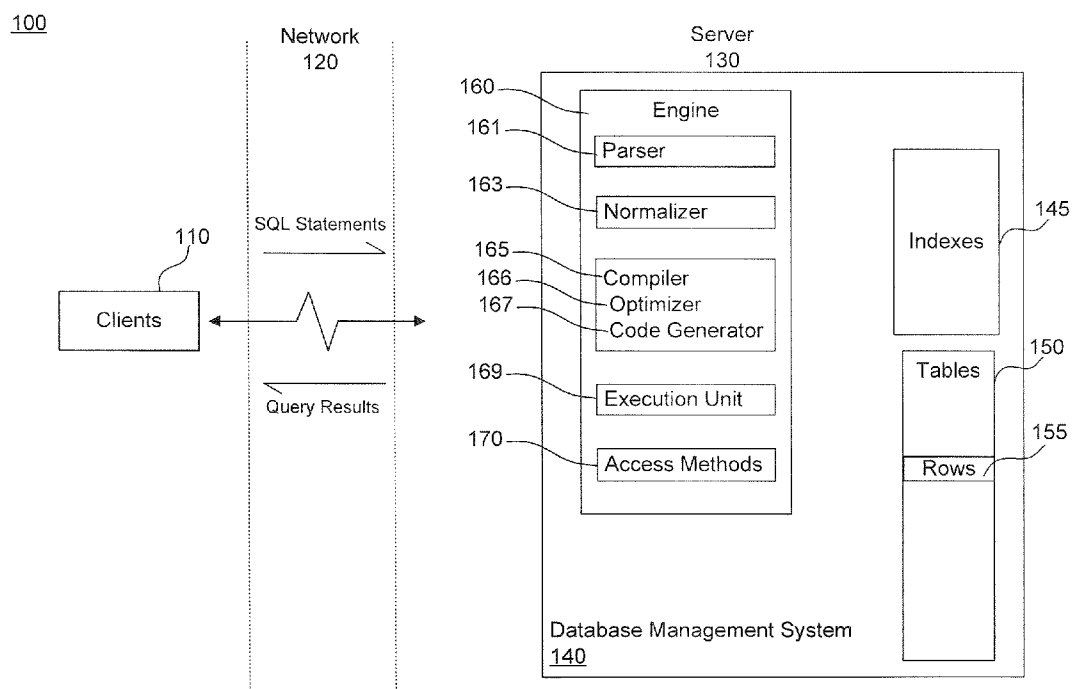 100
Network
120
Server
130
160
Engine
161
Parser
163
Normalizer
145
Indexes
SQL Statements
110
Clients
165
Compiler
166
Optimizer
167
Code Generator
150
Tables
Query Results
169
Execution Unit
155
Rows
170
Access Methods
Database Management System
140